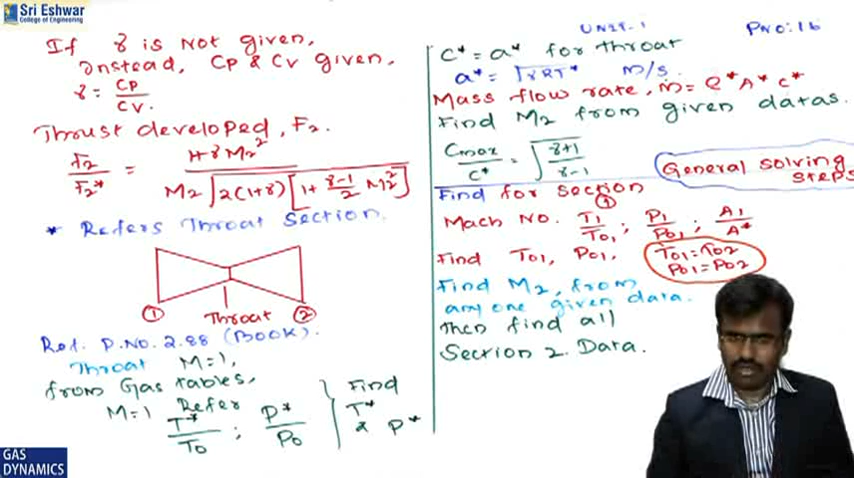 Sri Eshwar
College of Engineering
If γ is Not given,
Instead, Cp & Cv given,
γ = Cp / Cv.
Thrust developed, F2.
F2 / F2* = 1+γM2² / M2 √2(1+γ)[1 + γ-1/2 M2²]
* Refers Throat Section.
① Throat ②
Ref. P.No. 2.88 (BOOK).
Throat M=1,
from Gas tables,
M=1 Refer
T* / T0 ; P* / P0
Find
T*
& P*
UNIT-1 PNO:16
C* = a* for throat
a* = √γRT* m/s.
Mass flow rate, ṁ = ρ* A* c*
Find M2 from given datas.
Cmax / C* = √γ+1 / γ-1
General Solving
Steps
Find for section ①
Mach No. T1 / T01 ; P1 / P01 ; A1 / A*
Find T01, P01,
T01 = T02
P01 = P02
Find M2, from
any one given data.
Then find all
Section 2 Data.
GAS
DYNAMICS